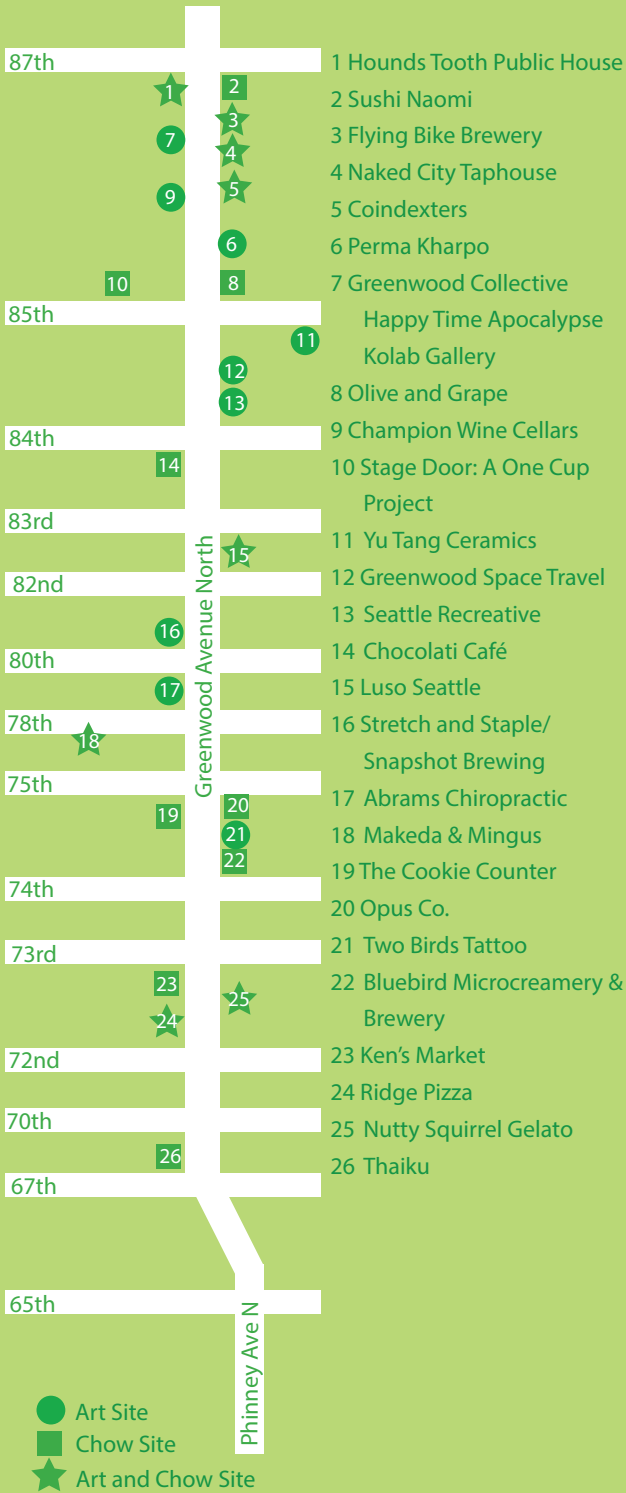 87th
1
2
3
4
7
5
9
6
10
8
85th
11
12
13
84th
14
83rd
15
82nd
16
80th
17
78th
18
75th
20
19
21
22
74th
73rd
23
25
24
72nd
70th
26
67th
65th
Greenwood Avenue North
Phinney Ave N
1 Hounds Tooth Public House
2 Sushi Naomi
3 Flying Bike Brewery
4 Naked City Taphouse
5 Coindexters
6 Perma Kharpo
7 Greenwood Collective
Happy Time Apocalypse
Kolab Gallery
8 Olive and Grape
9 Champion Wine Cellars
10 Stage Door: A One Cup
Project
11 Yu Tang Ceramics
12 Greenwood Space Travel
13 Seattle Recreative
14 Chocolati Café
15 Luso Seattle
16 Stretch and Staple/
Snapshot Brewing
17 Abrams Chiropractic
18 Makeda & Mingus
19 The Cookie Counter
20 Opus Co.
21 Two Birds Tattoo
22 Bluebird Microcreamery &
Brewery
23 Ken's Market
24 Ridge Pizza
25 Nutty Squirrel Gelato
26 Thaiku
Art Site
Chow Site
Art and Chow Site